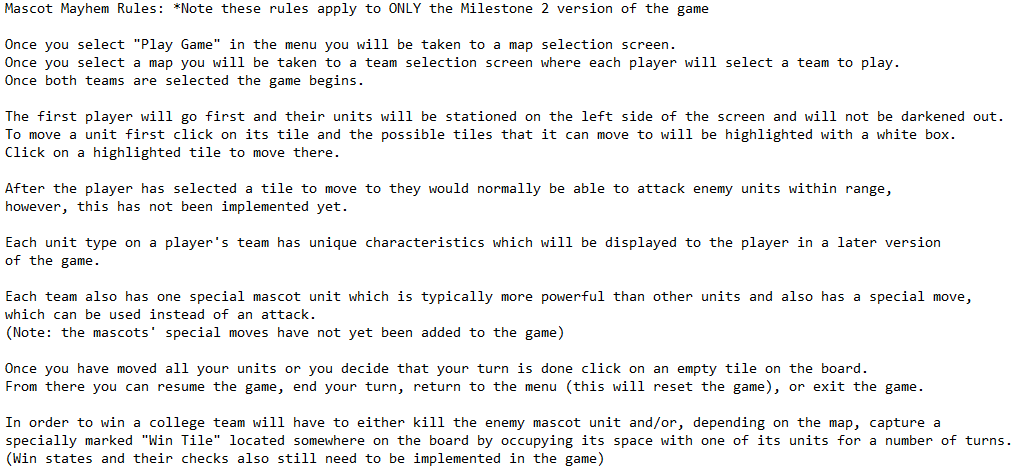 Mascot Mayhem Rules: *Note these rules apply to ONLY the Milestone 2 version of the game
Once you select "Play Game" in the menu you will be taken to a map selection screen.
Once you select a map you will be taken to a team selection screen where each player will select a team to play.
Once both teams are selected the game begins.
The first player will go first and their units will be stationed on the left side of the screen and will not be darkened out.
To move a unit first click on its tile and the possible tiles that it can move to will be highlighted with a white box.
Click on a highlighted tile to move there.
After the player has selected a tile to move to they would normally be able to attack enemy units within range,
however, this has not been implemented yet.
Each unit type on a player's team has unique characteristics which will be displayed to the player in a later version
of the game.
Each team also has one special mascot unit which is typically more powerful than other units and also has a special move,
which can be used instead of an attack.
(Note: the mascots' special moves have not yet been added to the game)
Once you have moved all your units or you decide that your turn is done click on an empty tile on the board.
From there you can resume the game, end your turn, return to the menu (this will reset the game), or exit the game.
In order to win a college team will have to either kill the enemy mascot unit and/or, depending on the map, capture a
specially marked "Win Tile" located somewhere on the board by occupying its space with one of its units for a number of turns.
(Win states and their checks also still need to be implemented in the game)